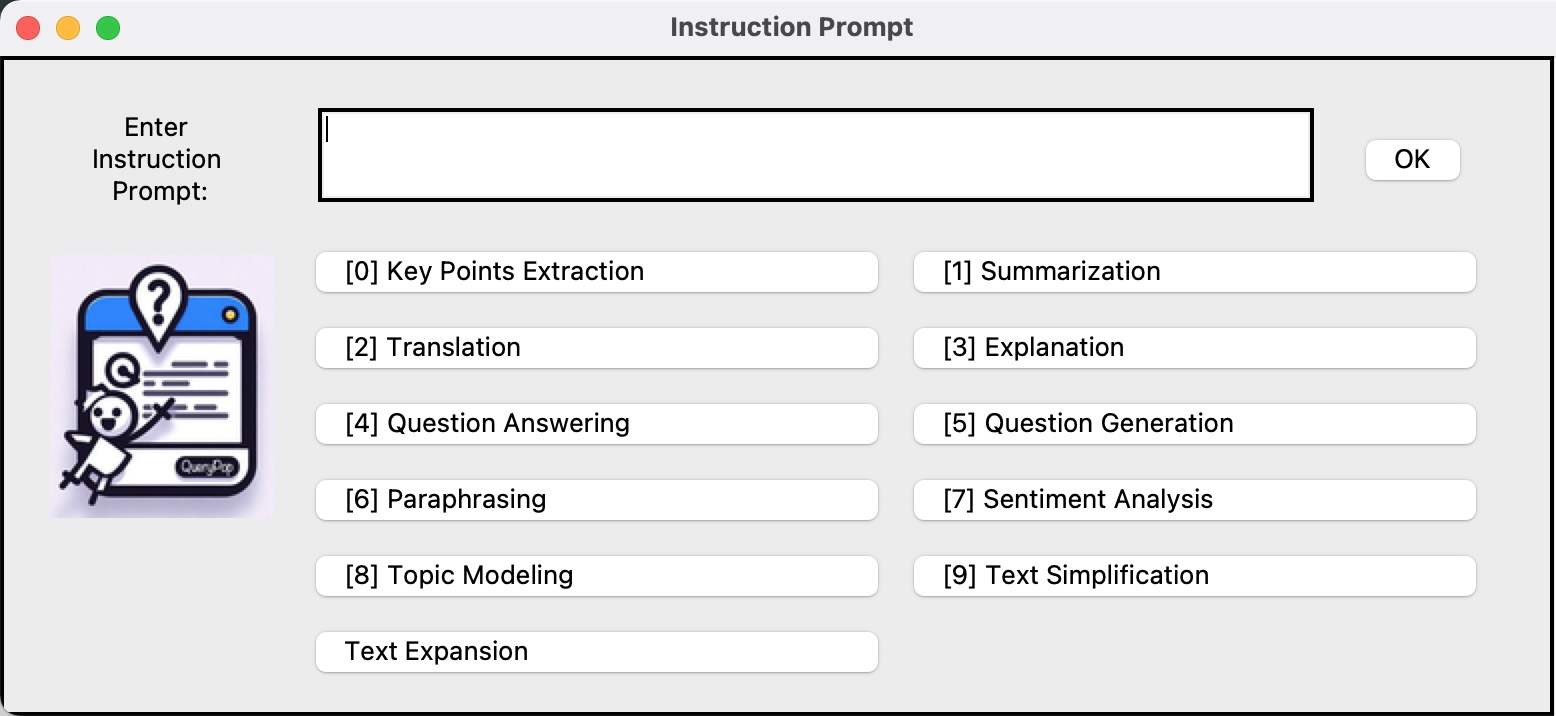 Instruction Prompt
Enter
Instruction
Prompt:
OK
[0] Key Points Extraction
[1] Summarization
?
[2] Translation
[3] Explanation
[4] Question Answering
[5] Question Generation
QueryPop
[6] Paraphrasing
[7] Sentiment Analysis
[8] Topic Modeling
[9] Text Simplification
Text Expansion